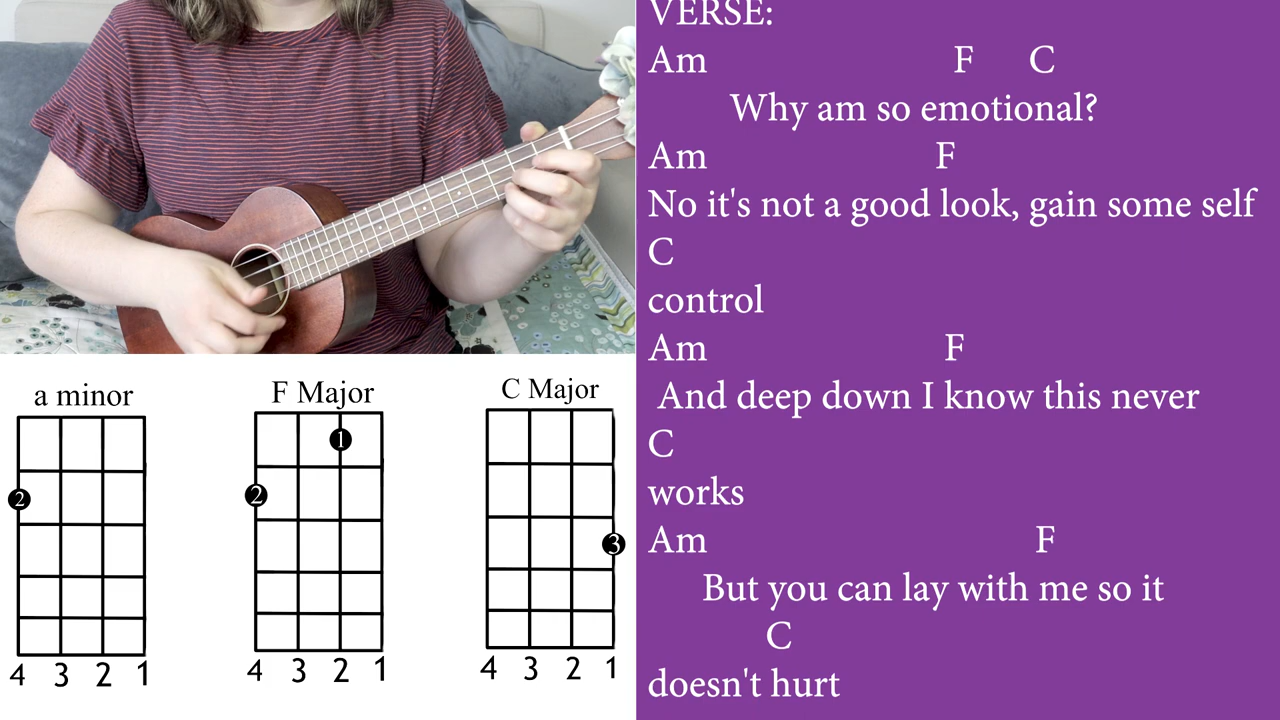 VERSE:
Am F C
Why am so emotional?
Am F
No it's not a good look, gain some self
C
control
Am F
And deep down I know this never
C
works
Am F
But you can lay with me so it
C
doesn't hurt
a minor
2
4 3 2 1
F Major
1
2
4 3 2 1
C Major
3
4 3 2 1